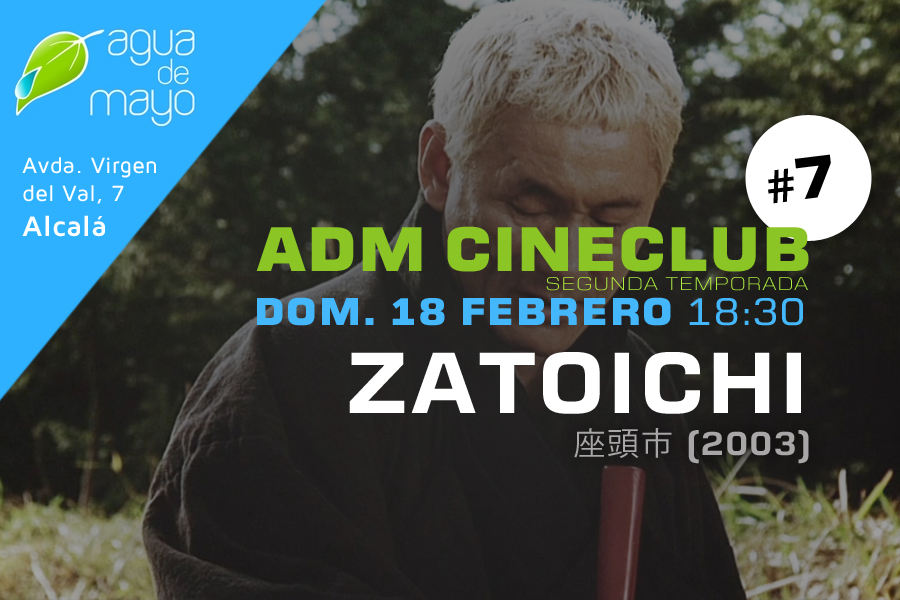 agua
de
mayo
Avda. Virgen
del Val, 7
Alcalá
#7
ADM CINECLUB
SEGUNDA TEMPORADA
DOM. 18 FEBRERO 18:30
ZATOICHI
座頭市 (2003)